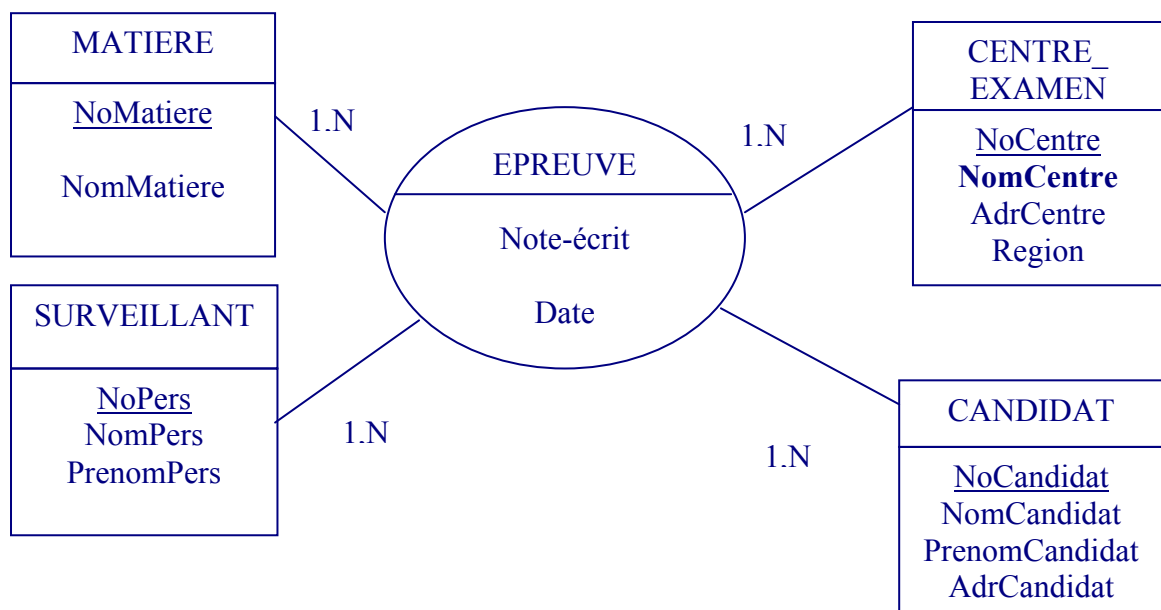 MATIERE
NoMatiere
NomMatiere
1.N
EPREUVE
Note-écrit
Date
1.N
CENTRE_
EXAMEN
NoCentre
NomCentre
AdrCentre
Region
SURVEILLANT
NoPers
NomPers
PrenomPers
1.N
1.N
CANDIDAT
NoCandidat
NomCandidat
PrenomCandidat
AdrCandidat